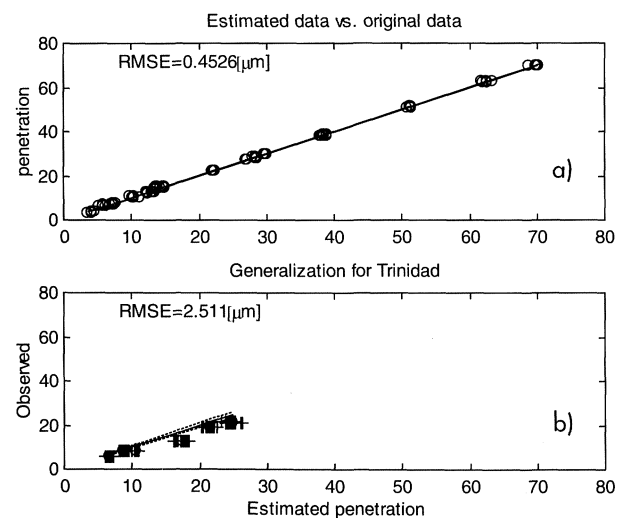 Estimated data vs. original data
80
RMSE=0.4526[μm]
60
40
20
0
penetration
a)
0 10 20 30 40 50 60 70 80
Generalization for Trinidad
80
RMSE=2.511[μm]
60
40
20
0
Observed
b)
0 10 20 30 40 50 60 70 80
Estimated penetration